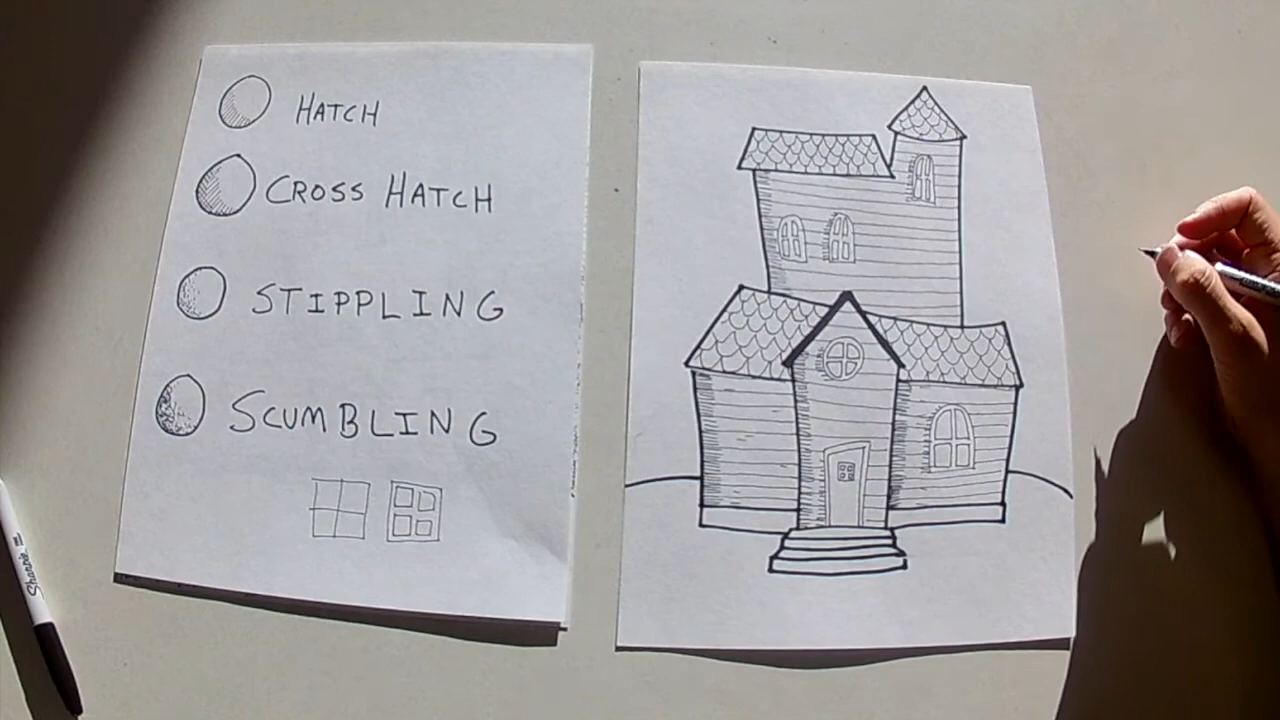 HATCH
CROSS HATCH
STIPPLING
SCUMBLING
Sharpie